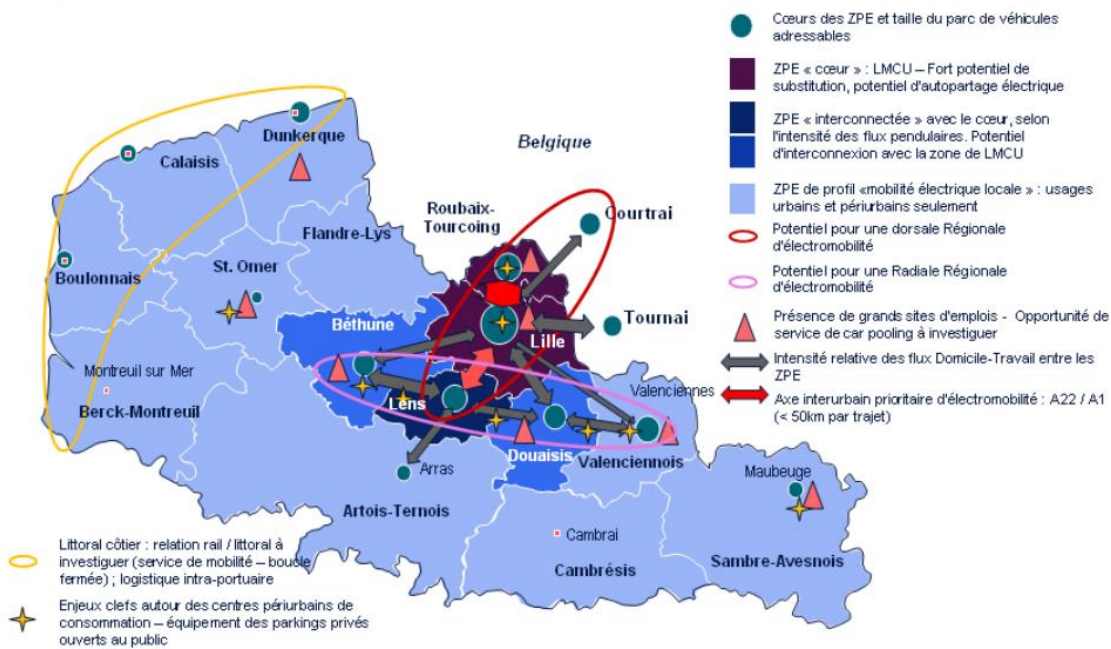 Cœurs des ZPE et taille du parc de véhicules
adressables
ZPE « cœur » : LMCU – Fort potentiel de
substitution, potentiel d'autopartage électrique
ZPE « interconnectée » avec le cœur, selon
l'intensité des flux pendulaires. Potentiel
d'interconnexion avec la zone de LMCU
ZPE de profil «mobilité électrique locale » : usages
urbains et périurbains seulement
Potentiel pour une dorsale Régionale
d'électromobilité
Potentiel pour une Radiale Régionale
d'électromobilité
Présence de grands sites d'emplois - Opportunité de
service de car pooling à investiguer
Intensité relative des flux Domicile-Travail entre les
ZPE
Axe interurbain prioritaire d'électromobilité : A22 / A1
(< 50km par trajet)
Dunkerque
Calaisis
Belgique
Roubaix-
Tourcoing
Courtrai
Flandre-Lys
St. Omer
Boulonnais
Béthune
Lille
Tournai
Montreuil sur Mer
Berck-Montreuil
Lens
Valenciennes
Douaisis
Valenciennois
Arras
Artois-Ternois
Maubeuge
Cambrai
Cambrésis
Sambre-Avesnois
Littoral côtier : relation rail / littoral à
investiguer (service de mobilité – boucle
fermée) ; logistique intra-portuaire
Enjeux clefs autour des centres périurbains de
consommation – équipement des parkings privés
ouverts au public